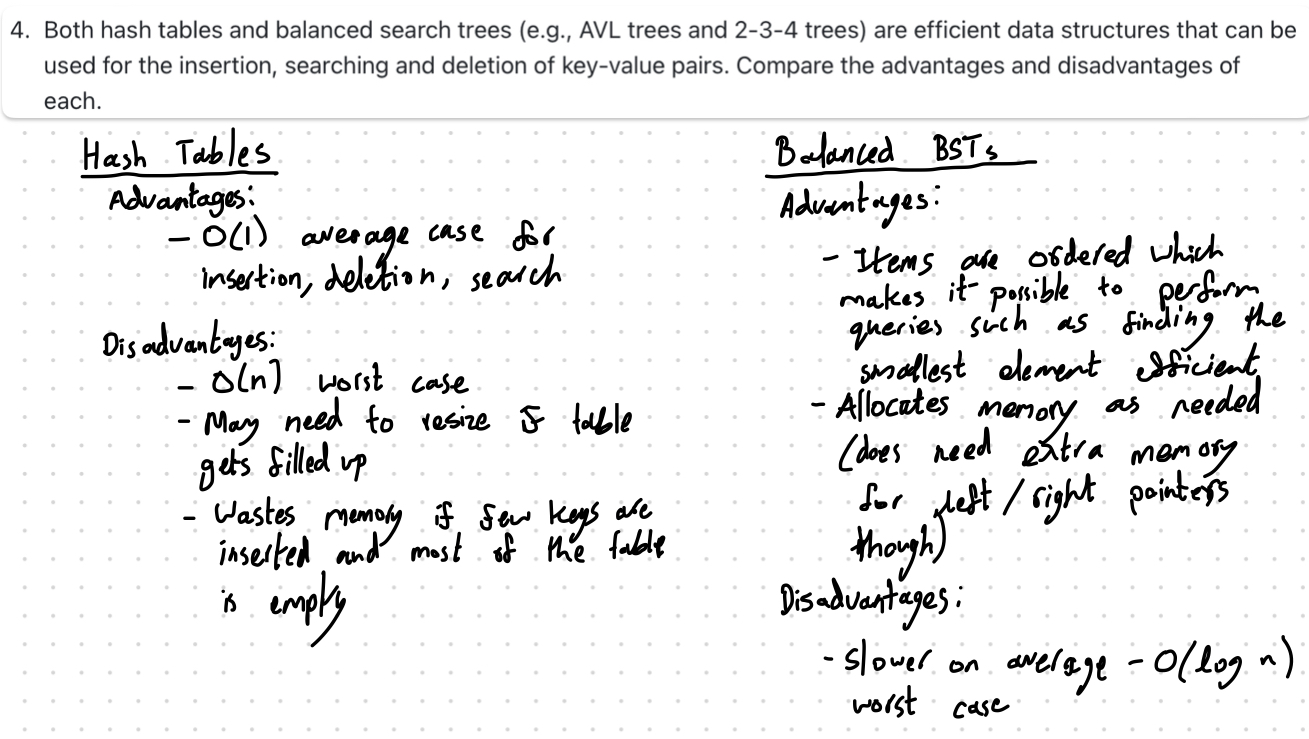 4. Both hash tables and balanced search trees (e.g., AVL trees and 2-3-4 trees) are efficient data structures that can be
used for the insertion, searching and deletion of key-value pairs. Compare the advantages and disadvantages of
each.
Hash Tables
Advantages:
- O(1) average case for
insertion, deletion, search
Disadvantages:
- O(n) worst case
- May need to resize if table
gets filled up
- Wastes memory if few keys are
inserted and most of the table
is empty
Balanced BSTs
Advantages:
- Items are ordered which
makes it possible to perform
queries such as finding the
smallest element efficient
- Allocates memory as needed
(does need extra memory
for left/right pointers
though)
Disadvantages:
- Slower on average - O(log n)
worst case